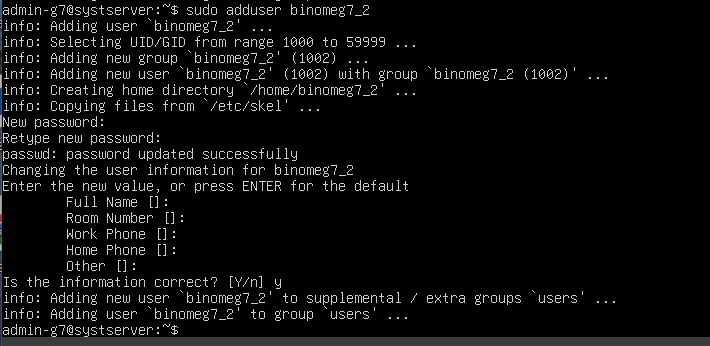 admin-g7@systserver:~$ sudo adduser binomeg7_2
info: Adding user `binomeg7_2' ...
info: Selecting UID/GID from range 1000 to 59999 ...
info: Adding new group `binomeg7_2' (1002) ...
info: Adding new user `binomeg7_2' (1002) with group `binomeg7_2 (1002)' ...
info: Creating home directory `/home/binomeg7_2' ...
info: Copying files from `/etc/skel' ...
New password:
Retype new password:
passwd: password updated successfully
Changing the user information for binomeg7_2
Enter the new value, or press ENTER for the default
Full Name []:
Room Number []:
Work Phone []:
Home Phone []:
Other []:
Is the information correct? [Y/n] y
info: Adding new user `binomeg7_2' to supplemental / extra groups `users' ...
info: Adding user `binomeg7_2' to group `users' ...
admin-g7@systserver:~$